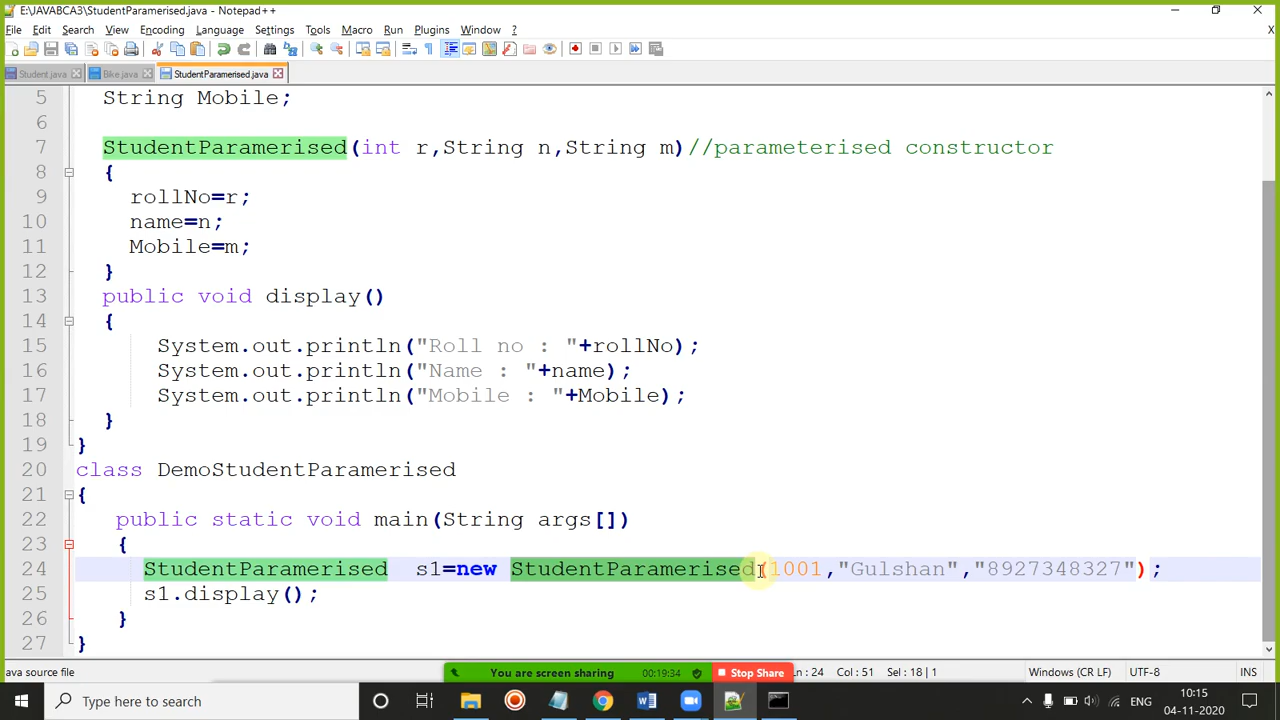 E:\JAVABCA3\StudentParamerised.java - Notepad++
File Edit Search View Encoding Language Settings Tools Macro Run Plugins Window ? X
Student.java Bike.java StudentParamerised.java
5 String Mobile;
6
7 StudentParamerised(int r,String n,String m)//parameterised constructor
8 {
9 rollNo=r;
10 name=n;
11 Mobile=m;
12 }
13 public void display()
14 {
15 System.out.println("Roll no : "+rollNo);
16 System.out.println("Name : "+name);
17 System.out.println("Mobile : "+Mobile);
18 }
19 }
20 class DemoStudentParamerised
21 {
22 public static void main(String args[])
23 {
24 StudentParamerised s1=new StudentParamerised(1001,"Gulshan","8927348327");
25 s1.display();
26 }
27 }
ava source file You are screen sharing 00:19:34 Stop Share Ln : 24 Col : 51 Sel : 18 | 1 Windows (CR LF) UTF-8 INS
Type here to search ENG 10:15
04-11-2020